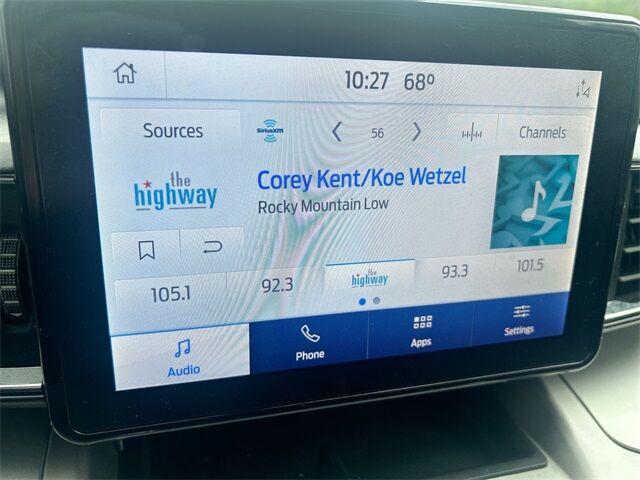 10:27 68º
Sources
SiriusXM
56
Channels
the
highway
Corey Kent/Koe Wetzel
Rocky Mountain Low
105.1
92.3
the
highway
93.3
101.5
Audio
Phone
Apps
Settings